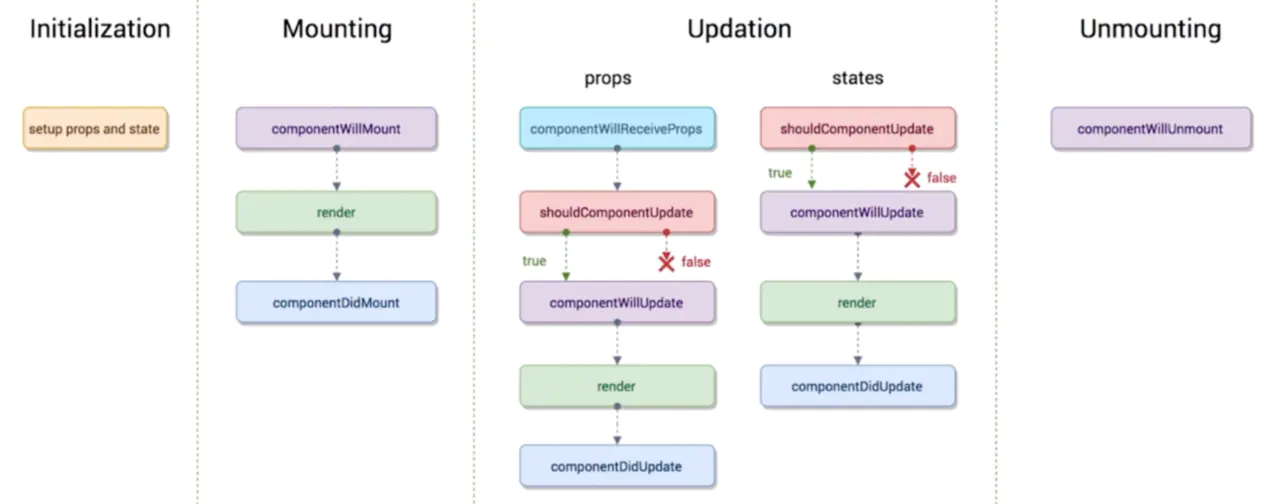 Initialization
setup props and state
Mounting
componentWillMount
render
componentDidMount
Updation
props
componentWillReceiveProps
shouldComponentUpdate
true
false
componentWillUpdate
render
componentDidUpdate
states
shouldComponentUpdate
true
false
componentWillUpdate
render
componentDidUpdate
Unmounting
componentWillUnmount